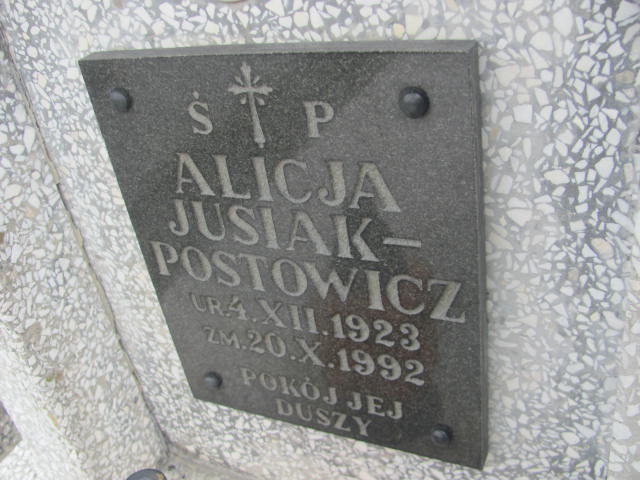 Ś P
ALICJA
JUSIAK-
POSTOWICZ
UR.4.XII.1923
ZM.20.X.1992
POKÓJ JEJ
DUSZY